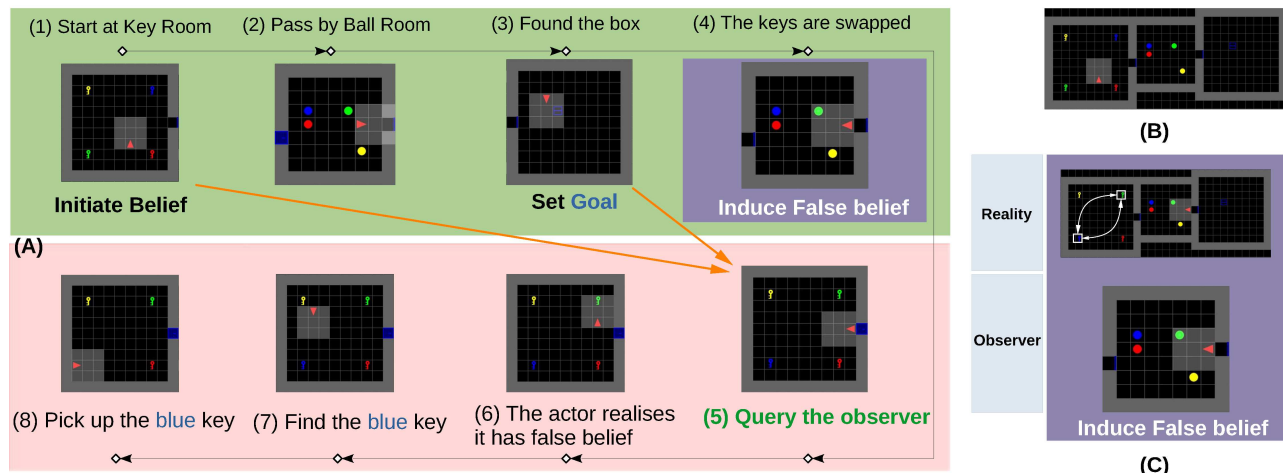 (1) Start at Key Room
(2) Pass by Ball Room
(3) Found the box
(4) The keys are swapped
Initiate Belief
Set Goal
Induce False belief
(A)
(8) Pick up the blue key
(7) Find the blue key
(6) The actor realises
it has false belief
(5) Query the observer
(B)
Reality
Observer
Induce False belief
(C)